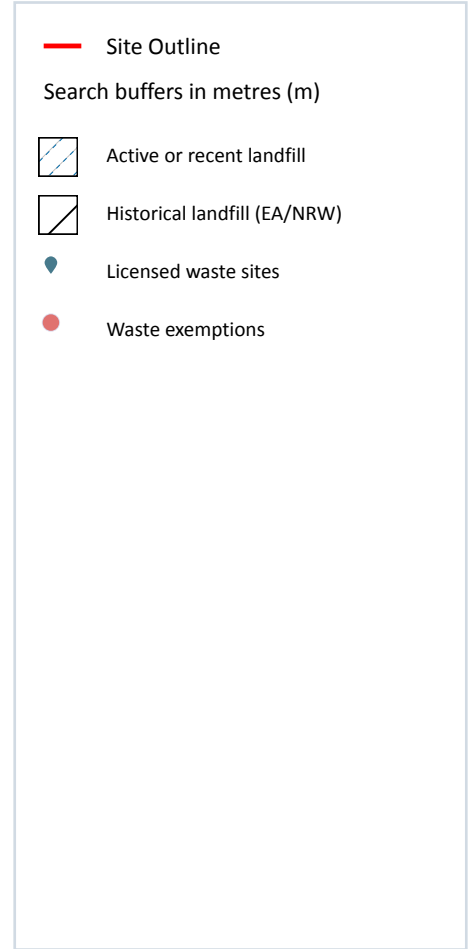 Site Outline
Search buffers in metres (m)
Active or recent landfill
Historical landfill (EA/NRW)
Licensed waste sites
Waste exemptions